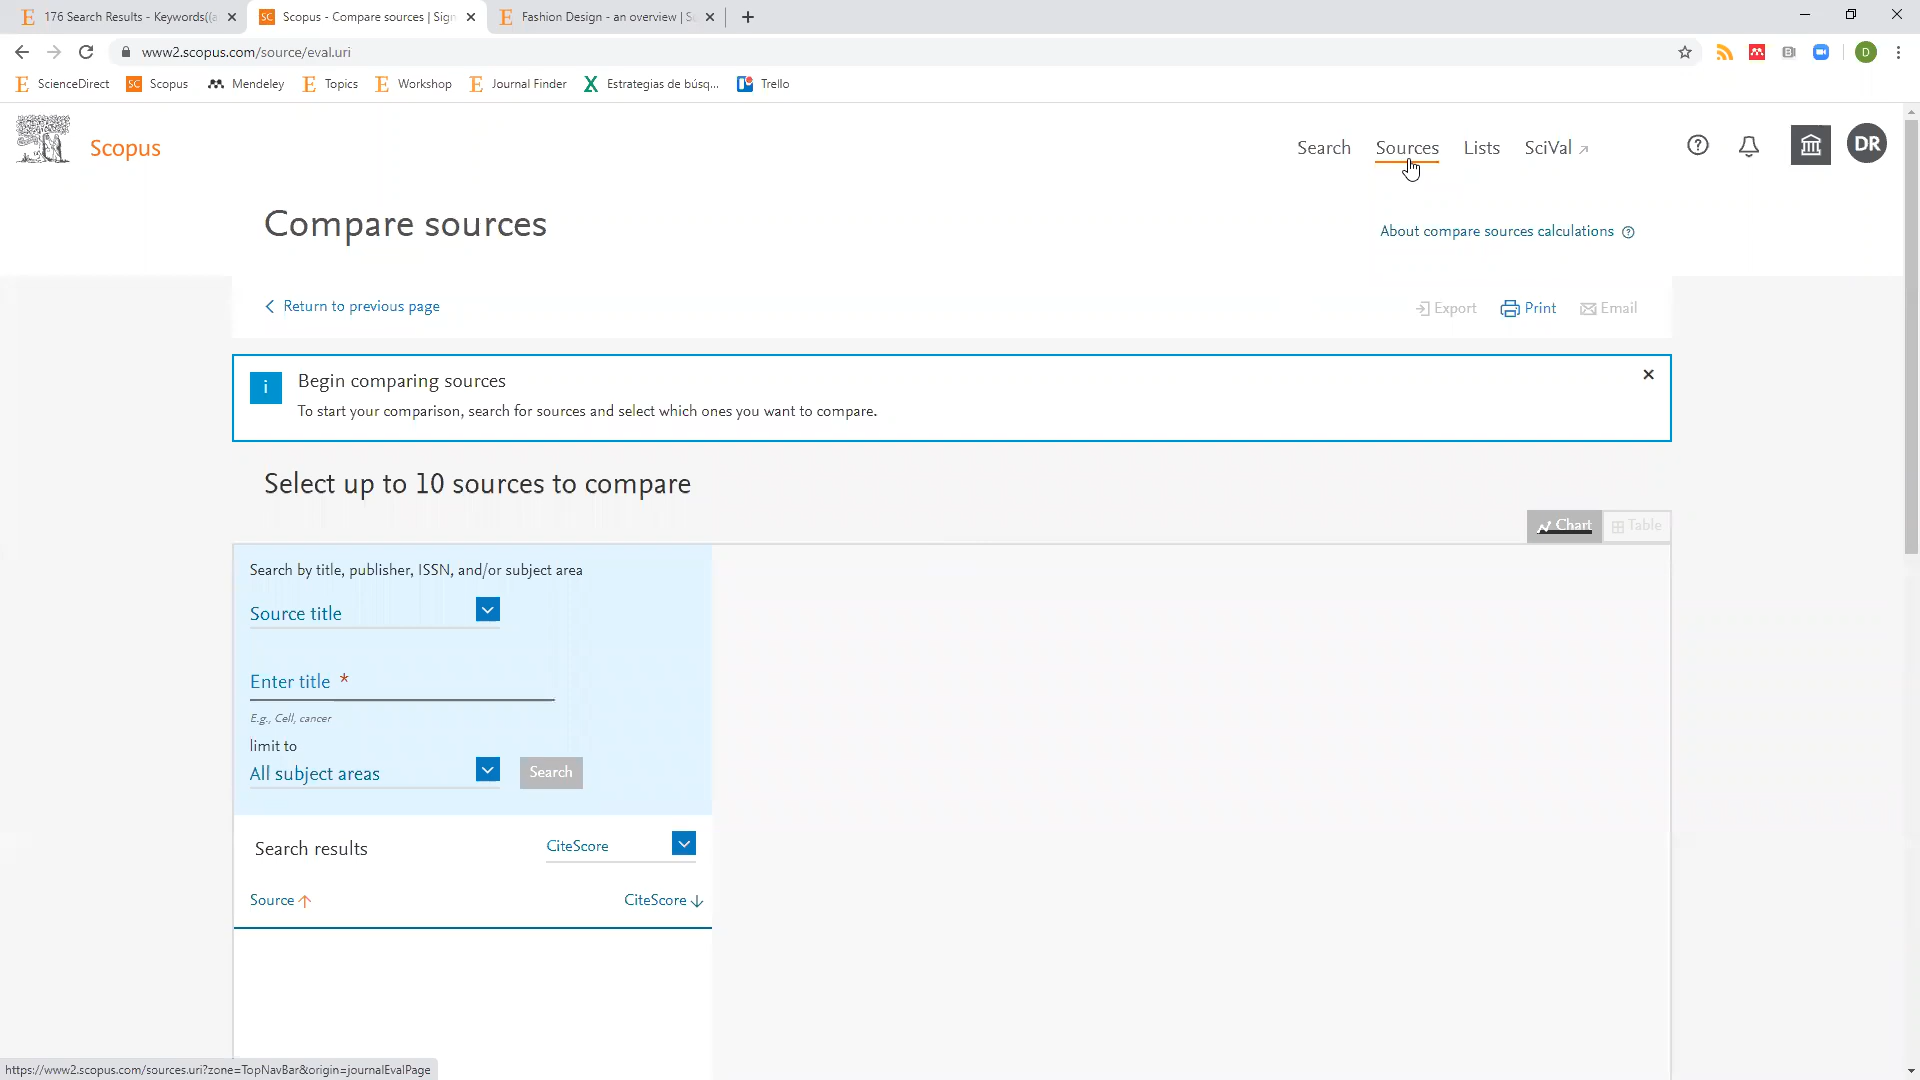 176 Search Results - Keywords((a
Scopus - Compare sources | Sign
Fashion Design - an overview | S
www2.scopus.com/source/eval.uri
D
ScienceDirect
Scopus
Mendeley
Topics
Workshop
Journal Finder
Estrategias de búsq...
Trello
Scopus
Search
Sources
Lists
SciVal
DR
Compare sources
About compare sources calculations
Return to previous page
Export
Print
Email
Begin comparing sources
To start your comparison, search for sources and select which ones you want to compare.
Select up to 10 sources to compare
Chart
Table
Search by title, publisher, ISSN, and/or subject area
Source title
Enter title *
E.g., Cell, cancer
limit to
All subject areas
Search
Search results
CiteScore
Source
CiteScore
https://www2.scopus.com/sources.uri?zone=TopNavBar&origin=journalEvalPage